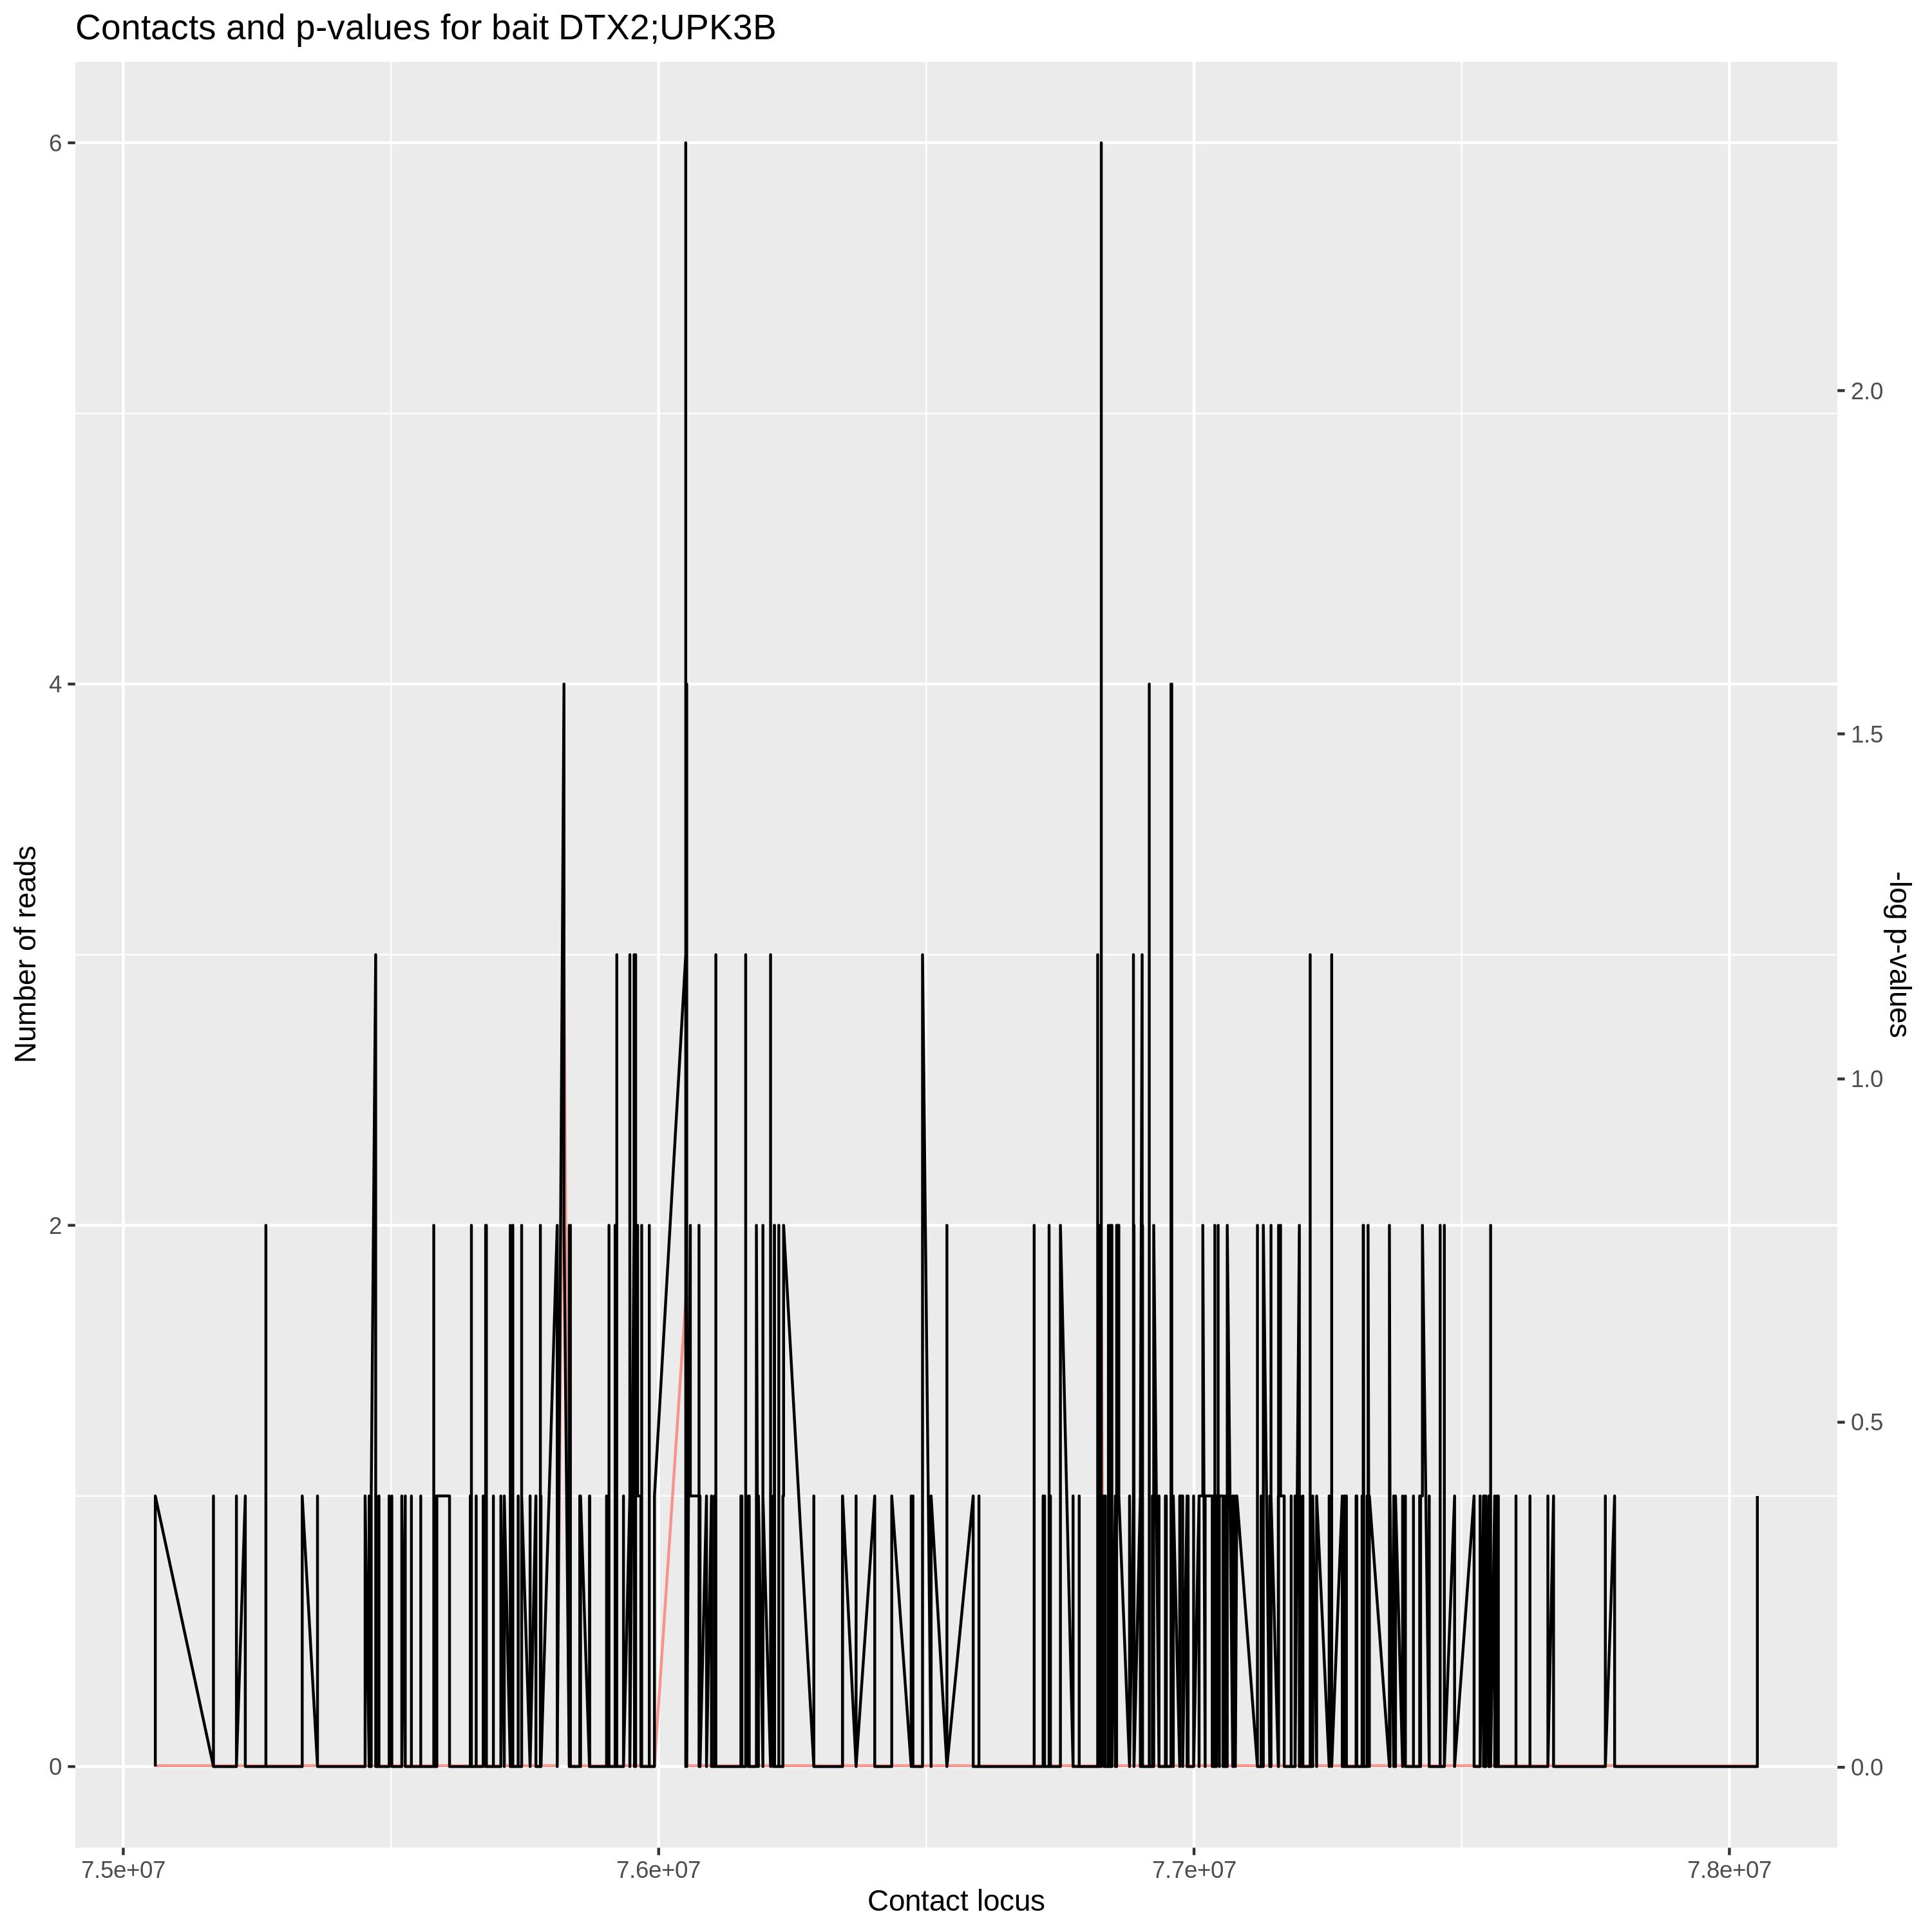 Contacts and p-values for bait DTX2;UPK3B
6
4
2
0
Number of reads
2.0
1.5
1.0
0.5
0.0
-log p-values
7.5e+07 7.6e+07 7.7e+07 7.8e+07
Contact locus